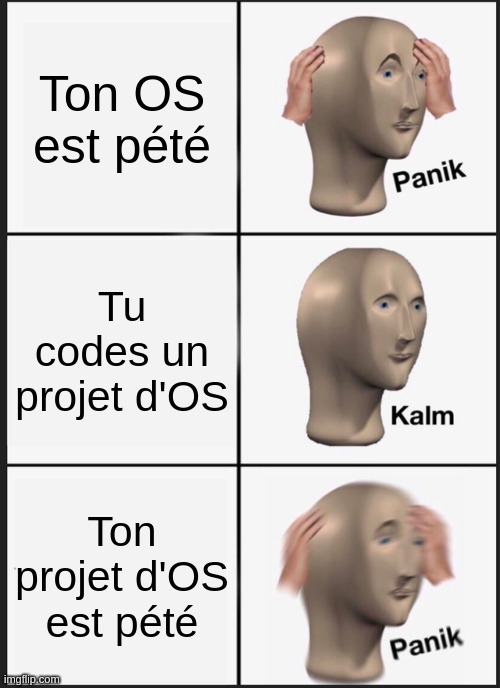 Ton OS
est pété
Panik
Tu
codes un
projet d'OS
Kalm
Ton
projet d'OS
est pété
Panik
imgflip.com